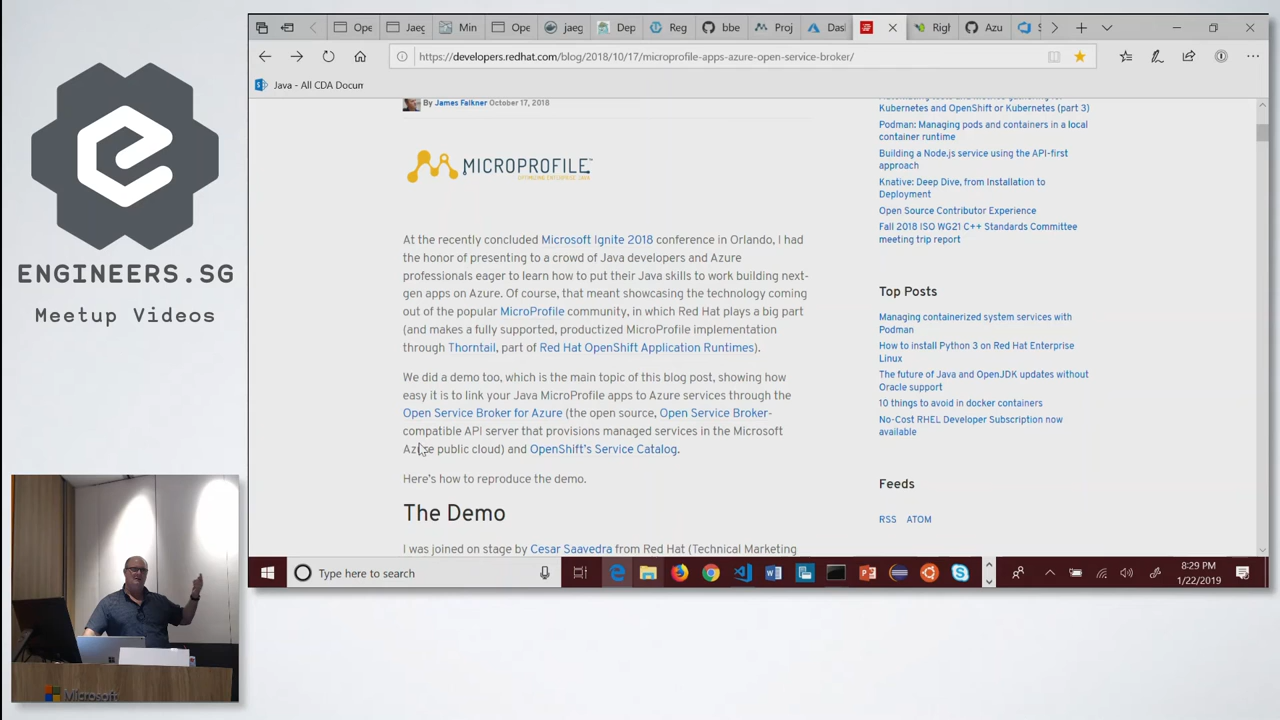 ENGINEERS.SG
Meetup Videos
Microsoft
Ope
Jaeg
Min
Ope
jaeg
Dep
Reg
bbe
Proj
Das
Righ
Azu
S
https://developers.redhat.com/blog/2018/10/17/microprofile-apps-azure-open-service-broker/
Java - All CDA Docum
By James Falkner October 17, 2018
MICROPROFILE
OPTIMIZING ENTERPRISE JAVA
At the recently concluded Microsoft Ignite 2018 conference in Orlando, I had
the honor of presenting to a crowd of Java developers and Azure
professionals eager to learn how to put their Java skills to work building next-
gen apps on Azure. Of course, that meant showcasing the technology coming
out of the popular MicroProfile community, in which Red Hat plays a big part
(and makes a fully supported, productized MicroProfile implementation
through Thorntail, part of Red Hat OpenShift Application Runtimes).
We did a demo too, which is the main topic of this blog post, showing how
easy it is to link your Java MicroProfile apps to Azure services through the
Open Service Broker for Azure (the open source, Open Service Broker-
compatible API server that provisions managed services in the Microsoft
Azure public cloud) and OpenShift's Service Catalog.
Here's how to reproduce the demo.
The Demo
I was joined on stage by Cesar Saavedra from Red Hat (Technical Marketing
Kubernetes and OpenShift or Kubernetes (part 3)
Podman: Managing pods and containers in a local
container runtime
Building a Node.js service using the API-first
approach
Knative: Deep Dive, from Installation to
Deployment
Open Source Contributor Experience
Fall 2018 ISO WG21 C++ Standards Committee
meeting trip report
Top Posts
Managing containerized system services with
Podman
How to install Python 3 on Red Hat Enterprise
Linux
The future of Java and OpenJDK updates without
Oracle support
10 things to avoid in docker containers
No-Cost RHEL Developer Subscription now
available
Feeds
RSS ATOM
Type here to search
8:29 PM
1/22/2019